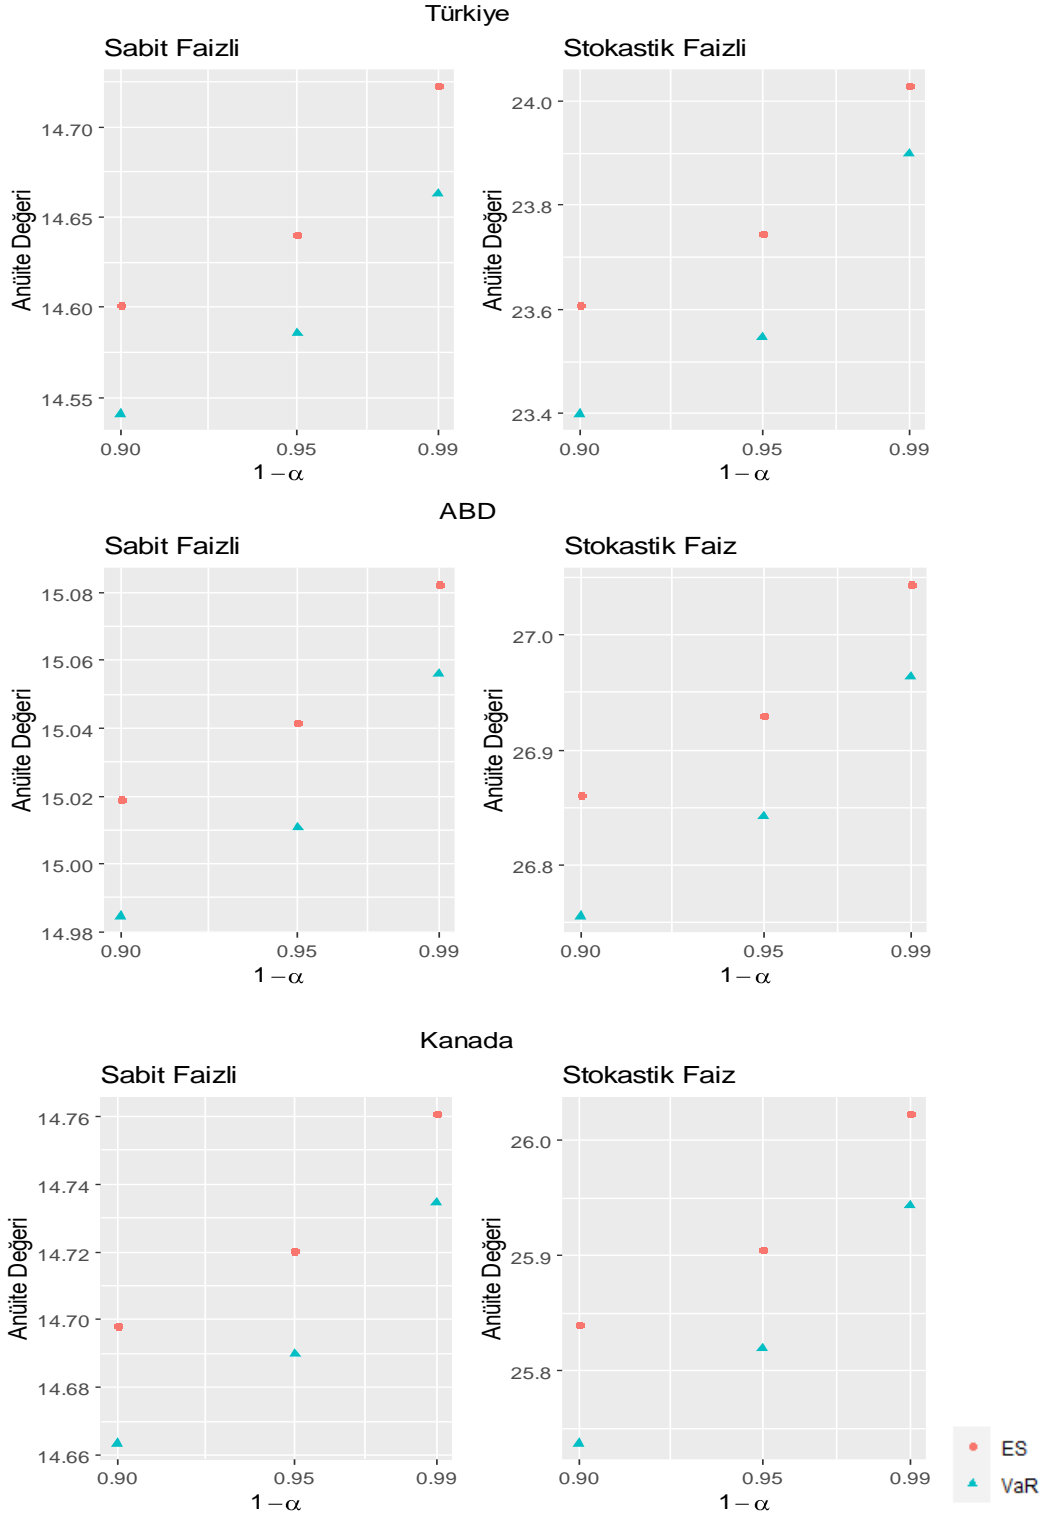 Türkiye
Sabit Faizli
Stokastik Faizli
Anüite Değeri
14.70
14.65
14.60
14.55
0.90
0.95
0.99
1−α
Anüite Değeri
24.0
23.8
23.6
23.4
0.90
0.95
0.99
1−α
ABD
Sabit Faizli
Stokastik Faiz
Anüite Değeri
15.08
15.06
15.04
15.02
15.00
14.98
0.90
0.95
0.99
1−α
Anüite Değeri
27.0
26.9
26.8
0.90
0.95
0.99
1−α
Kanada
Sabit Faizli
Stokastik Faiz
Anüite Değeri
14.76
14.74
14.72
14.70
14.68
14.66
0.90
0.95
0.99
1−α
Anüite Değeri
26.0
25.9
25.8
0.90
0.95
0.99
1−α
ES
VaR